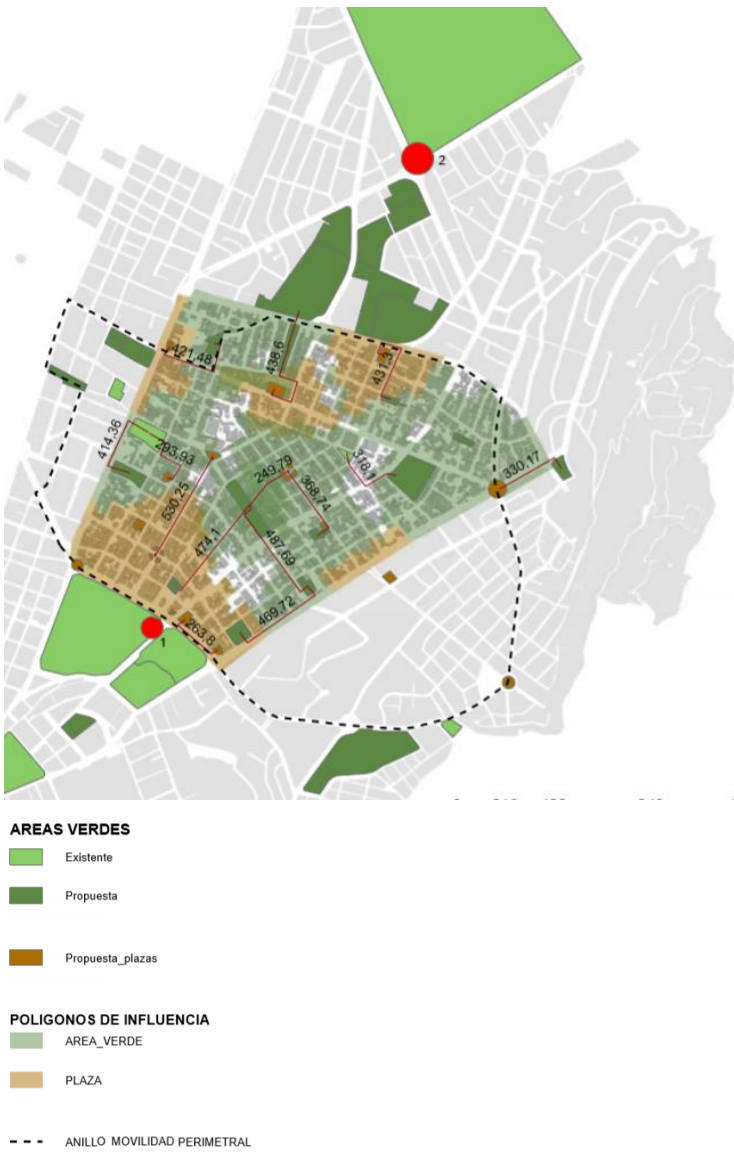 2
421,48
438,6
431,3
414,36
293,93
249,79
318,1
330,17
530,25
368,74
474,1
487,69
469,72
263,8
1
AREAS VERDES
Existente
Propuesta
Propuesta_plazas
POLIGONOS DE INFLUENCIA
AREA_VERDE
PLAZA
ANILLO MOVILIDAD PERIMETRAL